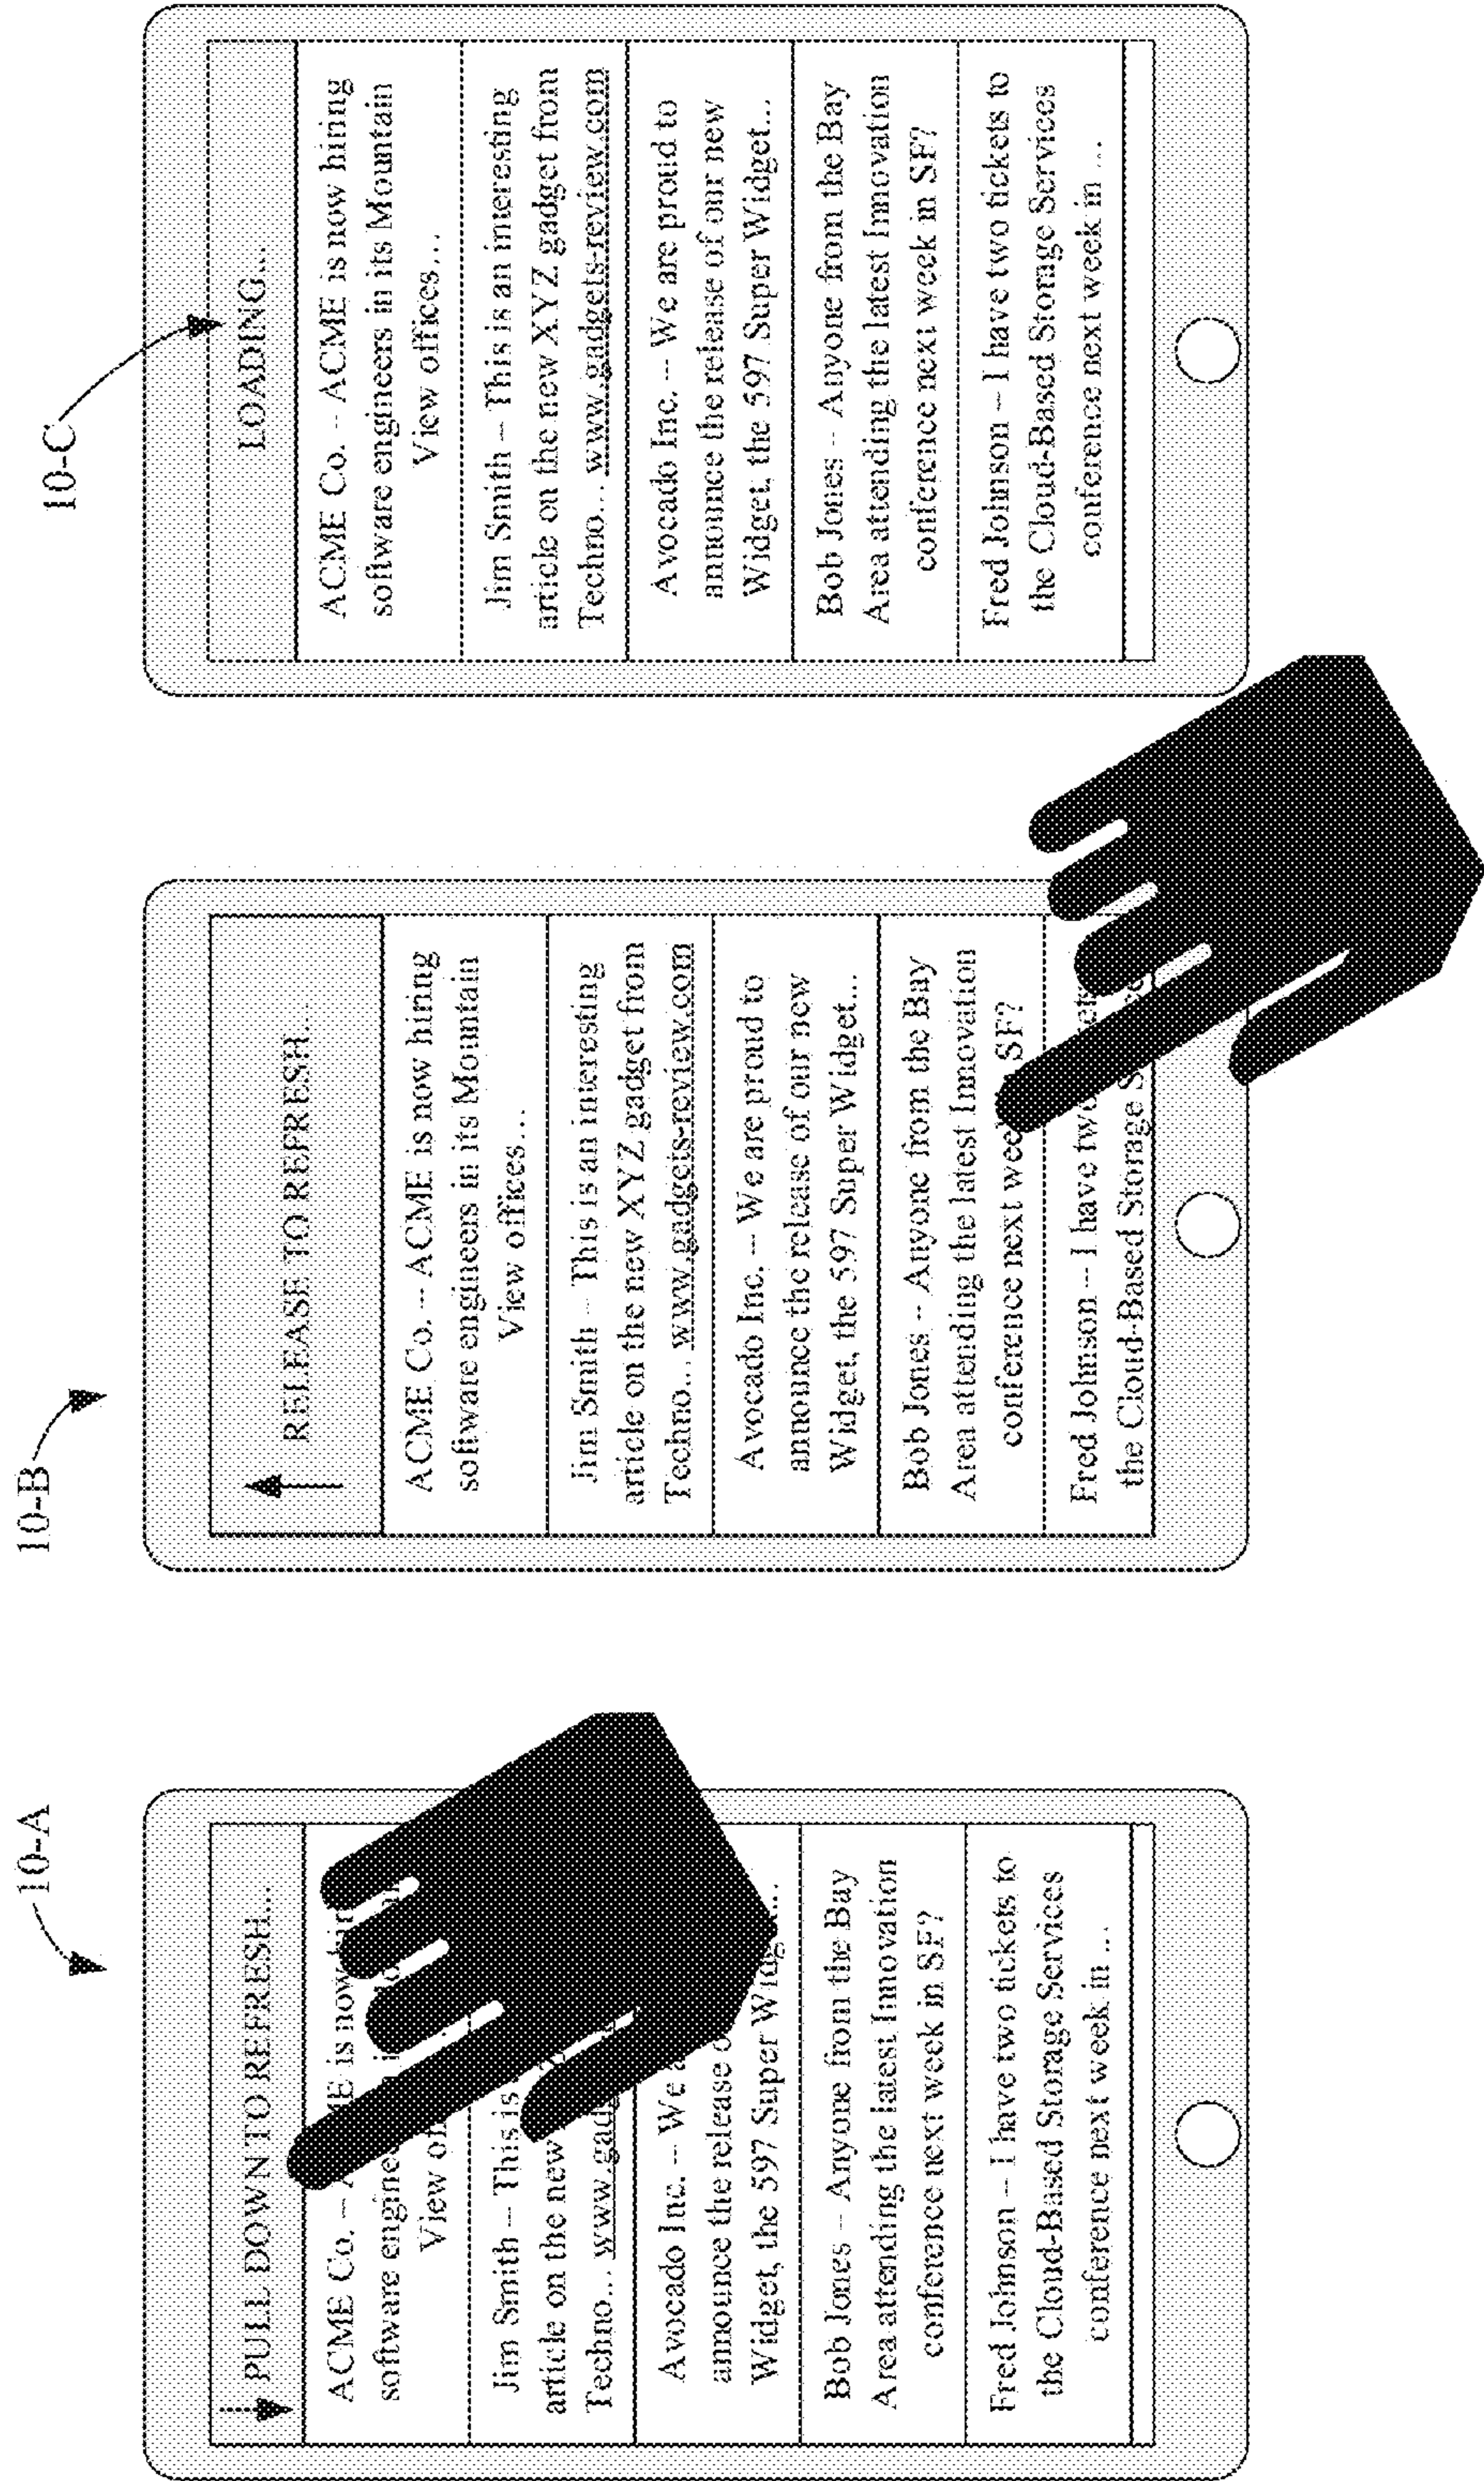 10-A
PULL DOWN TO REFRESH...
ACME Co. – ME is now
software enginee
View of
Jim Smith – This is
article on the new
Techno... www.gad
Avocado Inc. -- We a
announce the release o
Widget, the 597 Super Widg...
Bob Jones – Anyone from the Bay
Area attending the latest Innovation
conference next week in SF?
Fred Johnson – I have two tickets to
the Cloud-Based Storage Services
conference next week in ...
10-B
RELEASE TO REFRESH...
ACME Co. -- ACME is now hiring
software engineers in its Mountain
View offices...
Jim Smith – This is an interesting
article on the new XYZ gadget from
Techno... www.gadgets-review.com
Avocado Inc. -- We are proud to
announce the release of our new
Widget, the 597 Super Widget...
Bob Jones -- Anyone from the Bay
Area attending the latest Innovation
conference next wee SF?
Fred Johnson -- I have tw
the Cloud-Based Storage S
10-C
LOADING...
ACME Co. -- ACME is now hiring
software engineers in its Mountain
View offices...
Jim Smith – This is an interesting
article on the new XYZ gadget from
Techno... www.gadgets-review.com
Avocado Inc. -- We are proud to
announce the release of our new
Widget, the 597 Super Widget...
Bob Jones -- Anyone from the Bay
Area attending the latest Innovation
conference next week in SF?
Fred Johnson – I have two tickets to
the Cloud-Based Storage Services
conference next week in ...